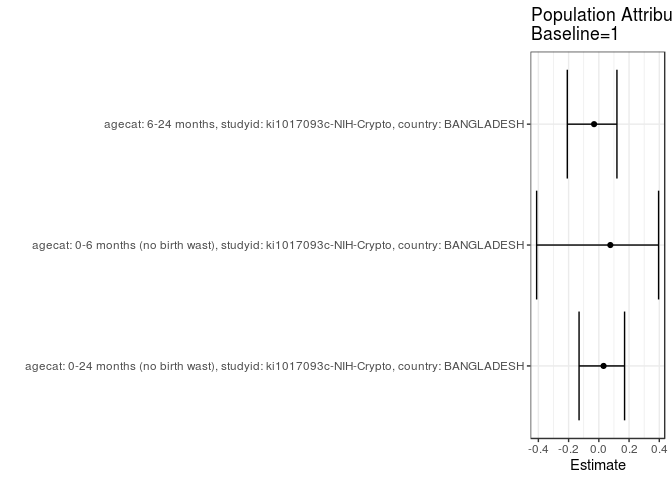 Population Attribu
Baseline=1
agecat: 6-24 months, studyid: ki1017093c-NIH-Crypto, country: BANGLADESH
agecat: 0-6 months (no birth wast), studyid: ki1017093c-NIH-Crypto, country: BANGLADESH
agecat: 0-24 months (no birth wast), studyid: ki1017093c-NIH-Crypto, country: BANGLADESH
-0.4 -0.2 0.0 0.2 0.4
Estimate